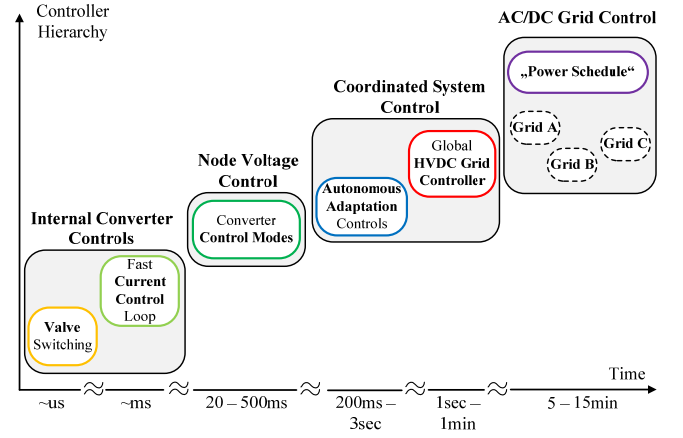 Controller
Hierarchy
AC/DC Grid Control
„Power Schedule“
Grid A
Grid B
Grid C
Coordinated System
Control
Global
HVDC Grid
Controller
Autonomous
Adaptation
Controls
Node Voltage
Control
Converter
Control Modes
Internal Converter
Controls
Fast
Current
Control
Loop
Valve
Switching
Time
~us
~ms
20 – 500ms
200ms –
3sec
1sec –
1min
5 – 15min